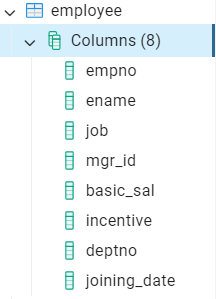 employee
Columns (8)
empno
ename
job
mgr_id
basic_sal
incentive
deptno
joining_date